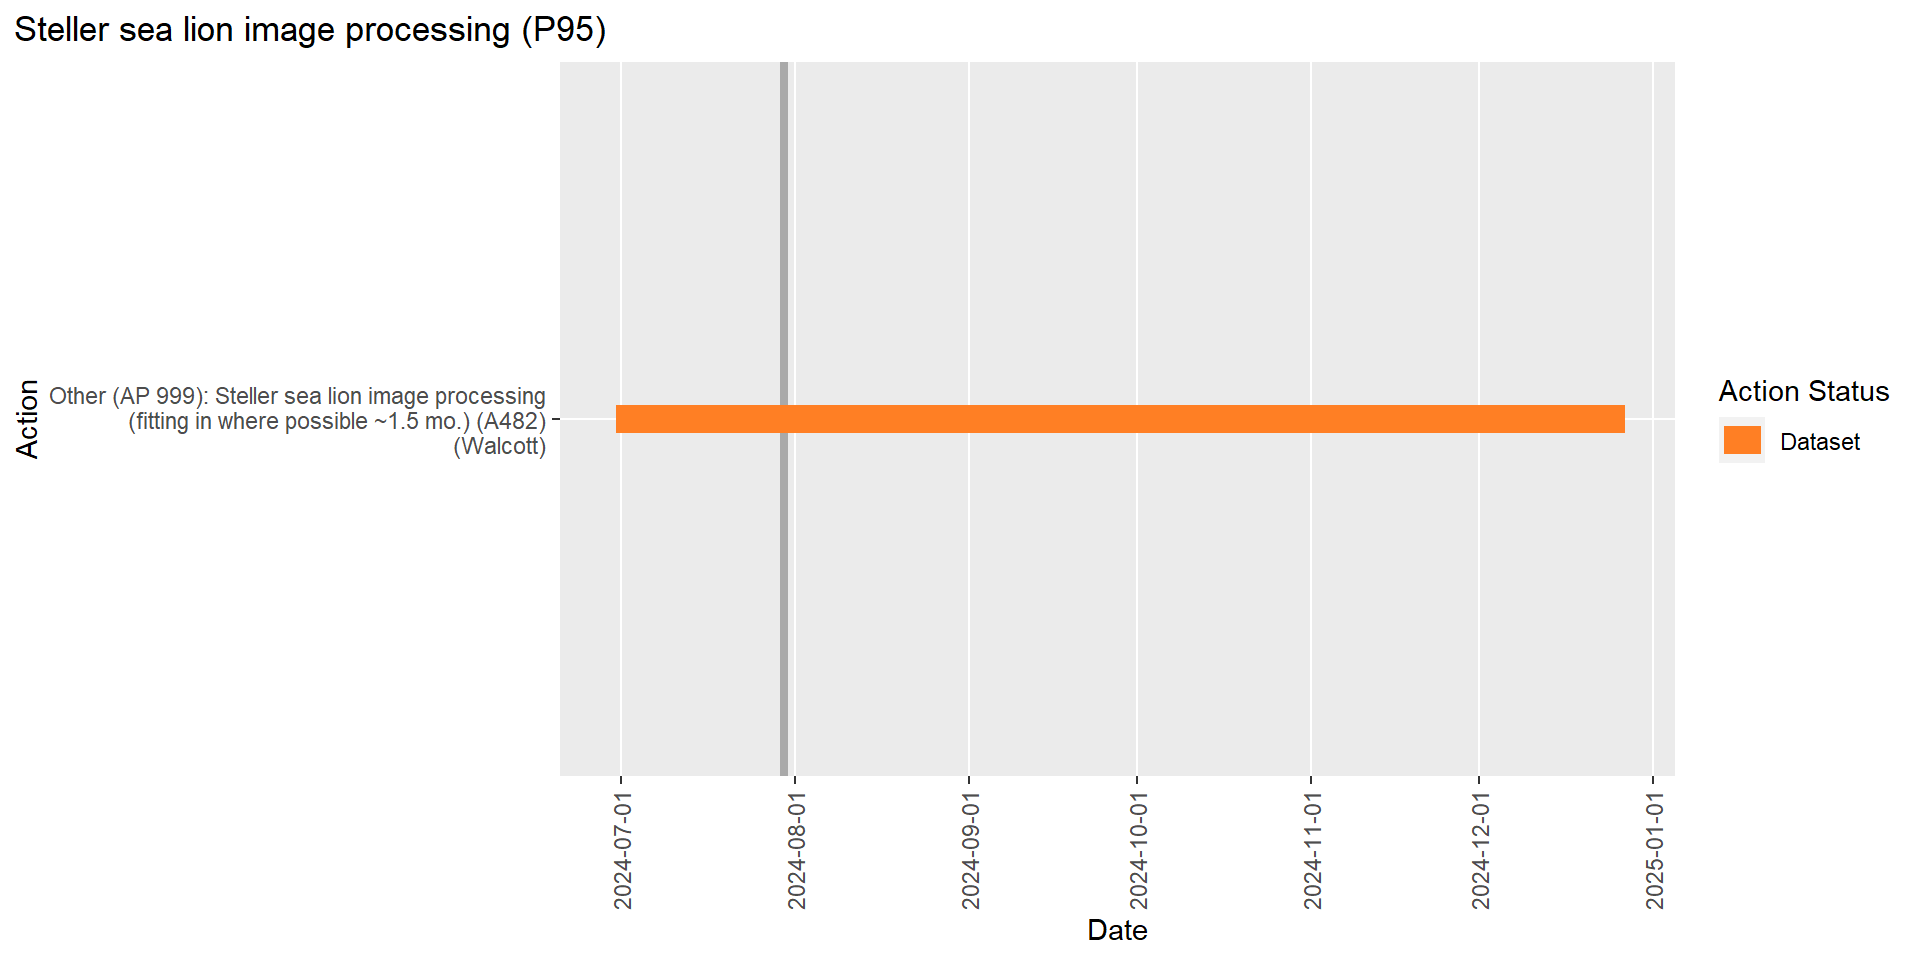 Steller sea lion image processing (P95)
Action
Other (AP 999): Steller sea lion image processing
(fitting in where possible ~1.5 mo.) (A482)
(Walcott)
Action Status
Dataset
2024-07-01
2024-08-01
2024-09-01
2024-10-01
2024-11-01
2024-12-01
2025-01-01
Date